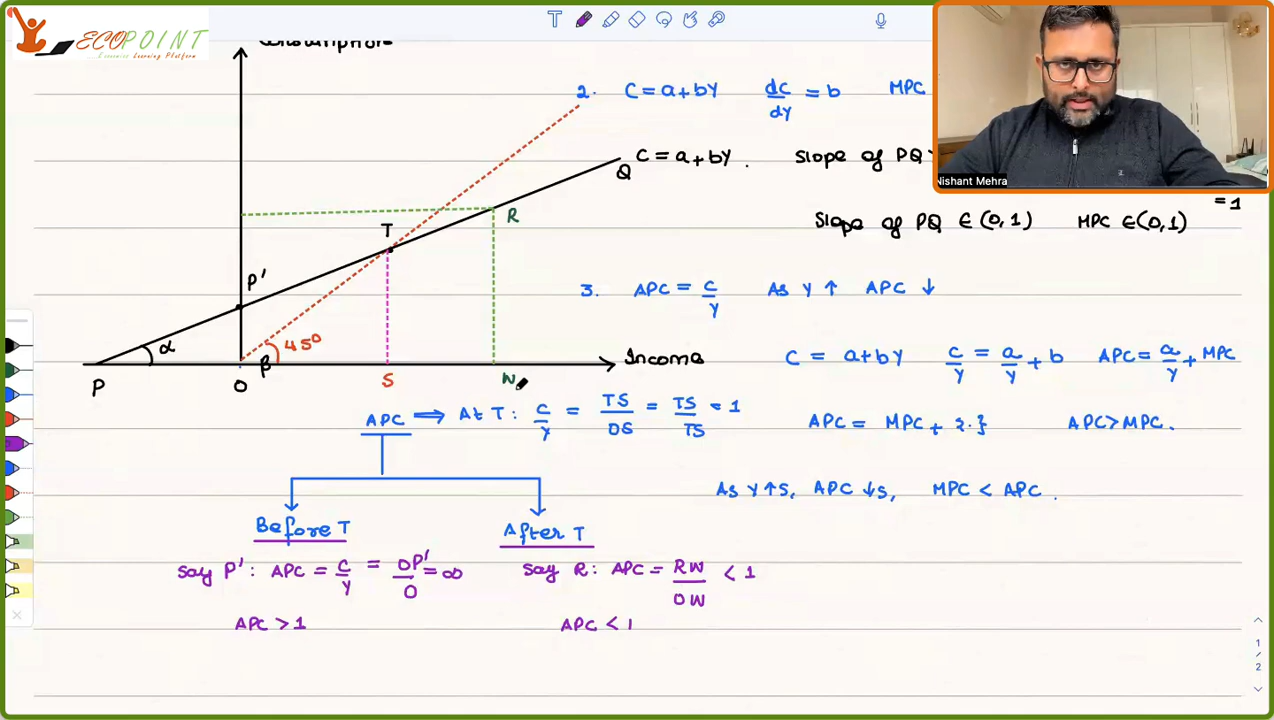 ECOPOINT
Economics Learning Platform
Consumption
2. C = a + bY dC/dY = b MPC
C = a + bY . Slope of PQ
Nishant Mehra
= 1
Slope of PQ ∈ (0, 1) MPC ∈ (0, 1)
Q
R
T
P'
3. APC = C/Y As Y ↑ APC ↓
α
45°
β
Income
C = a + bY C/Y = a/Y + b APC = a/Y + MPC
P O S W
APC ⇒ At T : C/Y = TS/OS = TS/TS = 1
APC = MPC + {·} APC > MPC .
As Y ↑s, APC ↓s, MPC < APC .
Before T After T
Say P' : APC = C/Y = OP'/O = ∞
Say R : APC = RW/OW < 1
APC > 1 APC < 1
1
/
2